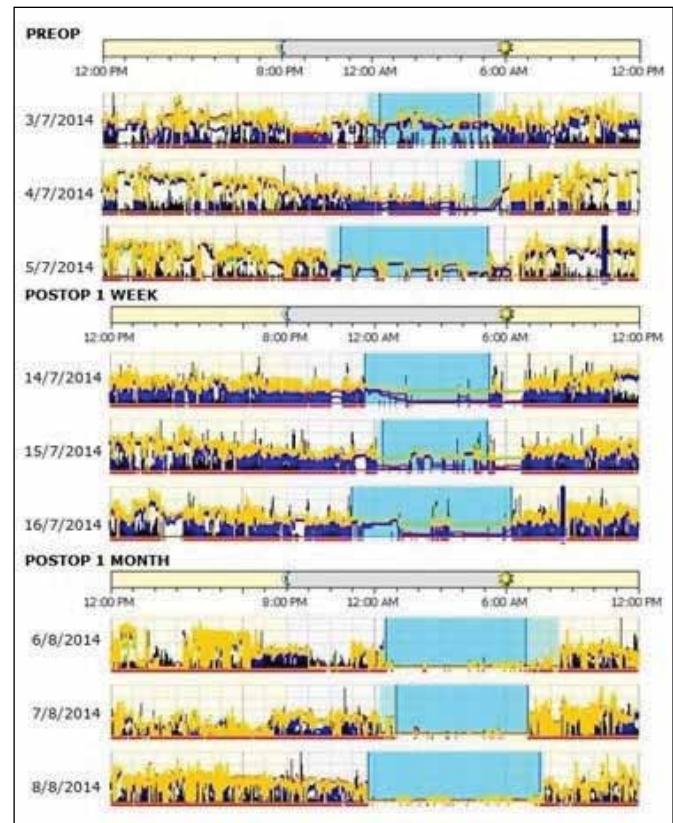 PREOP
12:00 PM 8:00 PM 12:00 AM 6:00 AM 12:00 PM
3/7/2014
4/7/2014
5/7/2014
POSTOP 1 WEEK
12:00 PM 8:00 PM 12:00 AM 6:00 AM 12:00 PM
14/7/2014
15/7/2014
16/7/2014
POSTOP 1 MONTH
12:00 PM 8:00 PM 12:00 AM 6:00 AM 12:00 PM
6/8/2014
7/8/2014
8/8/2014